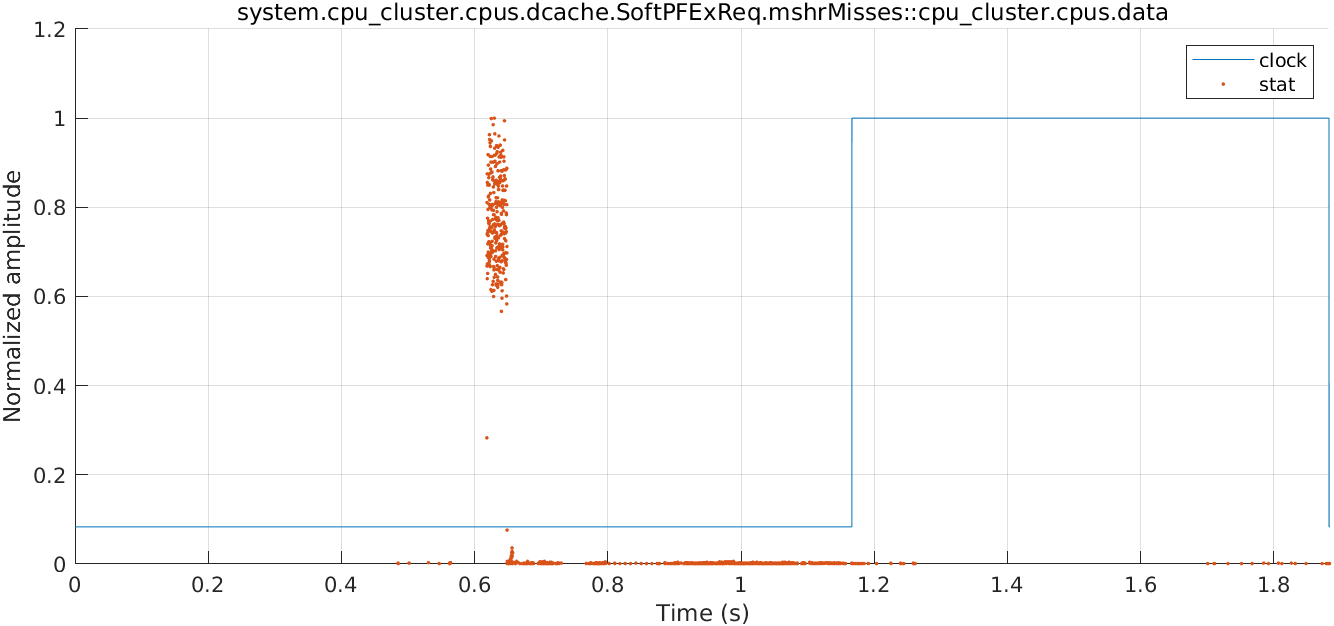 system.cpu_cluster.cpus.dcache.SoftPFExReq.mshrMisses::cpu_cluster.cpus.data
1.2
1
0.8
0.6
0.4
0.2
0
Normalized amplitude
clock
stat
0 0.2 0.4 0.6 0.8 1 1.2 1.4 1.6 1.8
Time (s)